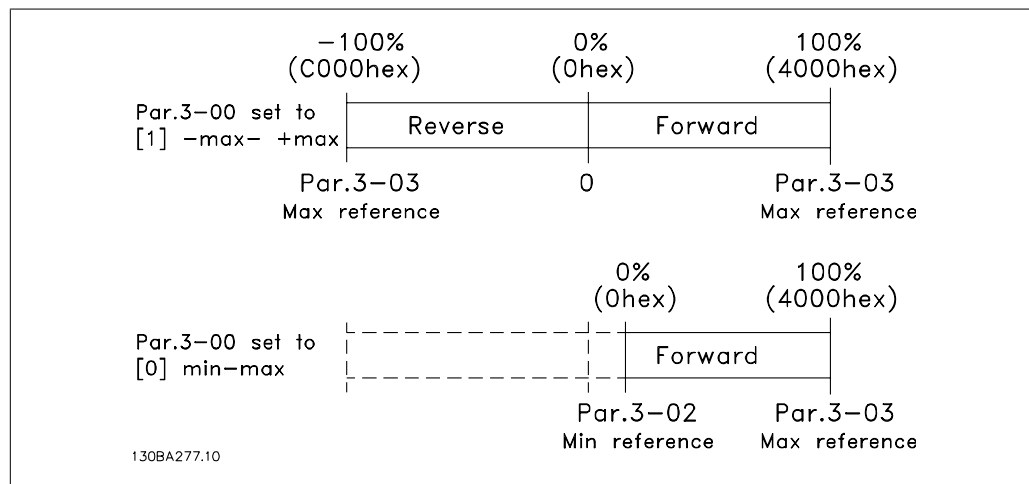 -100% 0% 100%
(C000hex) (0hex) (4000hex)
Par.3-00 set to
[1] -max- +max
Reverse Forward
Par.3-03 0 Par.3-03
Max reference Max reference
0% 100%
(0hex) (4000hex)
Par.3-00 set to
[0] min-max
Forward
Par.3-02 Par.3-03
Min reference Max reference
130BA277.10